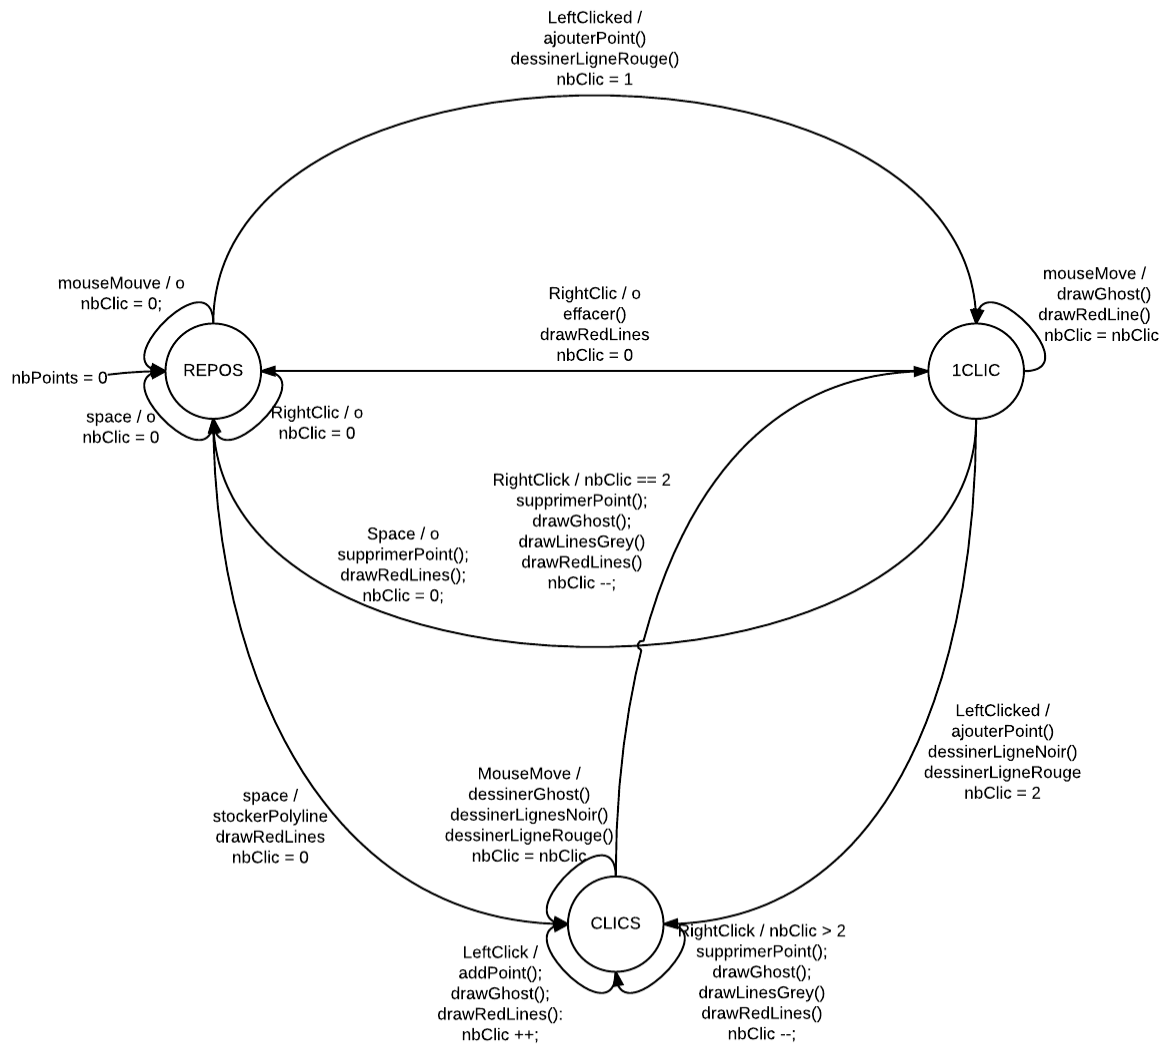 LeftClicked /
ajouterPoint()
dessinerLigneRouge()
nbClic = 1
mouseMouve / o
nbClic = 0;
mouseMove /
drawGhost()
drawRedLine()
nbClic = nbClic
RightClic / o
effacer()
drawRedLines
nbClic = 0
REPOS
1CLIC
nbPoints = 0
space / o
nbClic = 0
RightClic / o
nbClic = 0
RightClick / nbClic == 2
supprimerPoint();
drawGhost();
drawLinesGrey()
drawRedLines()
nbClic --;
Space / o
supprimerPoint();
drawRedLines();
nbClic = 0;
LeftClicked /
ajouterPoint()
dessinerLigneNoir()
dessinerLigneRouge
nbClic = 2
space /
stockerPolyline
drawRedLines
nbClic = 0
MouseMove /
dessinerGhost()
dessinerLignesNoir()
dessinerLigneRouge()
nbClic = nbClic
CLICS
LeftClick /
addPoint();
drawGhost();
drawRedLines():
nbClic ++;
RightClick / nbClic > 2
supprimerPoint();
drawGhost();
drawLinesGrey()
drawRedLines()
nbClic --;